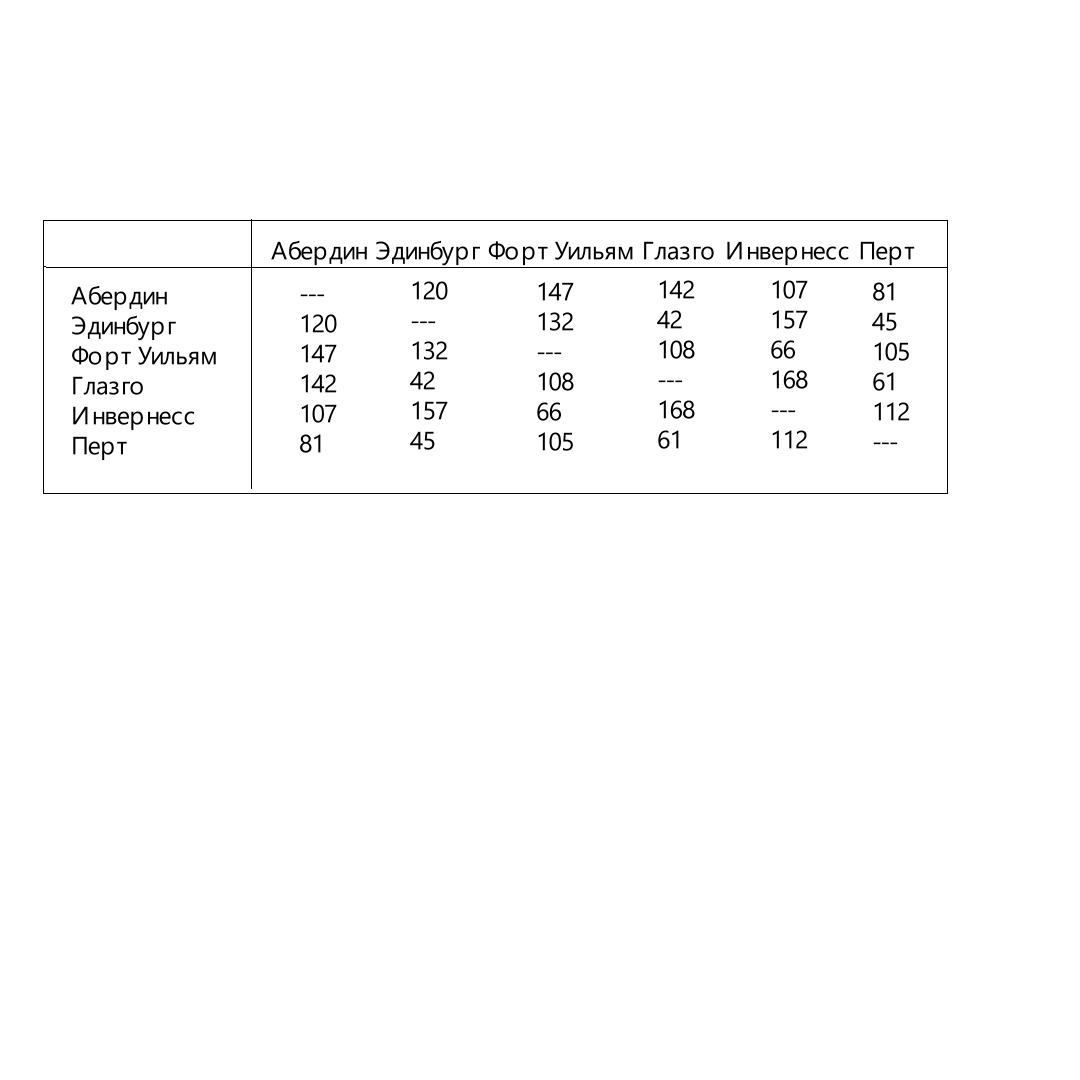 Абердин Эдинбург Форт Уильям Глазго Инвернесс Перт
Абердин --- 120 147 142 107 81
Эдинбург 120 --- 132 42 157 45
Форт Уильям 147 132 --- 108 66 105
Глазго 142 42 108 --- 168 61
Инвернесс 107 157 66 168 --- 112
Перт 81 45 105 61 112 ---